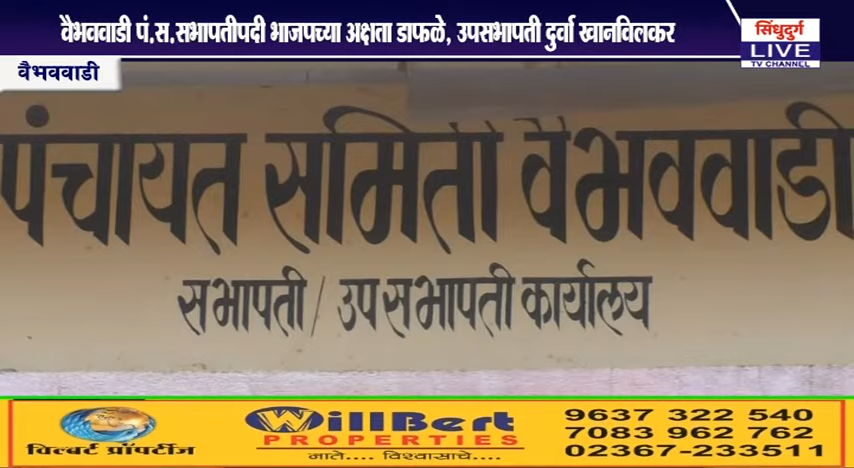 वैभववाडी पं.स.सभापतीपदी भाजपच्या अक्षता डाफळे, उपसभापती दुर्वा खानविलकर
सिंधुदुर्ग
LIVE
TV CHANNEL
वैभववाडी
पंचायत समिती वैभववाडी
सभापती / उपसभापती कार्यालय
विल्बर्ट प्रॉपर्टीज
WillBert
PROPERTIES
नाते.... विश्वासाचे....
9637 322 540
7083 962 762
02367-233511